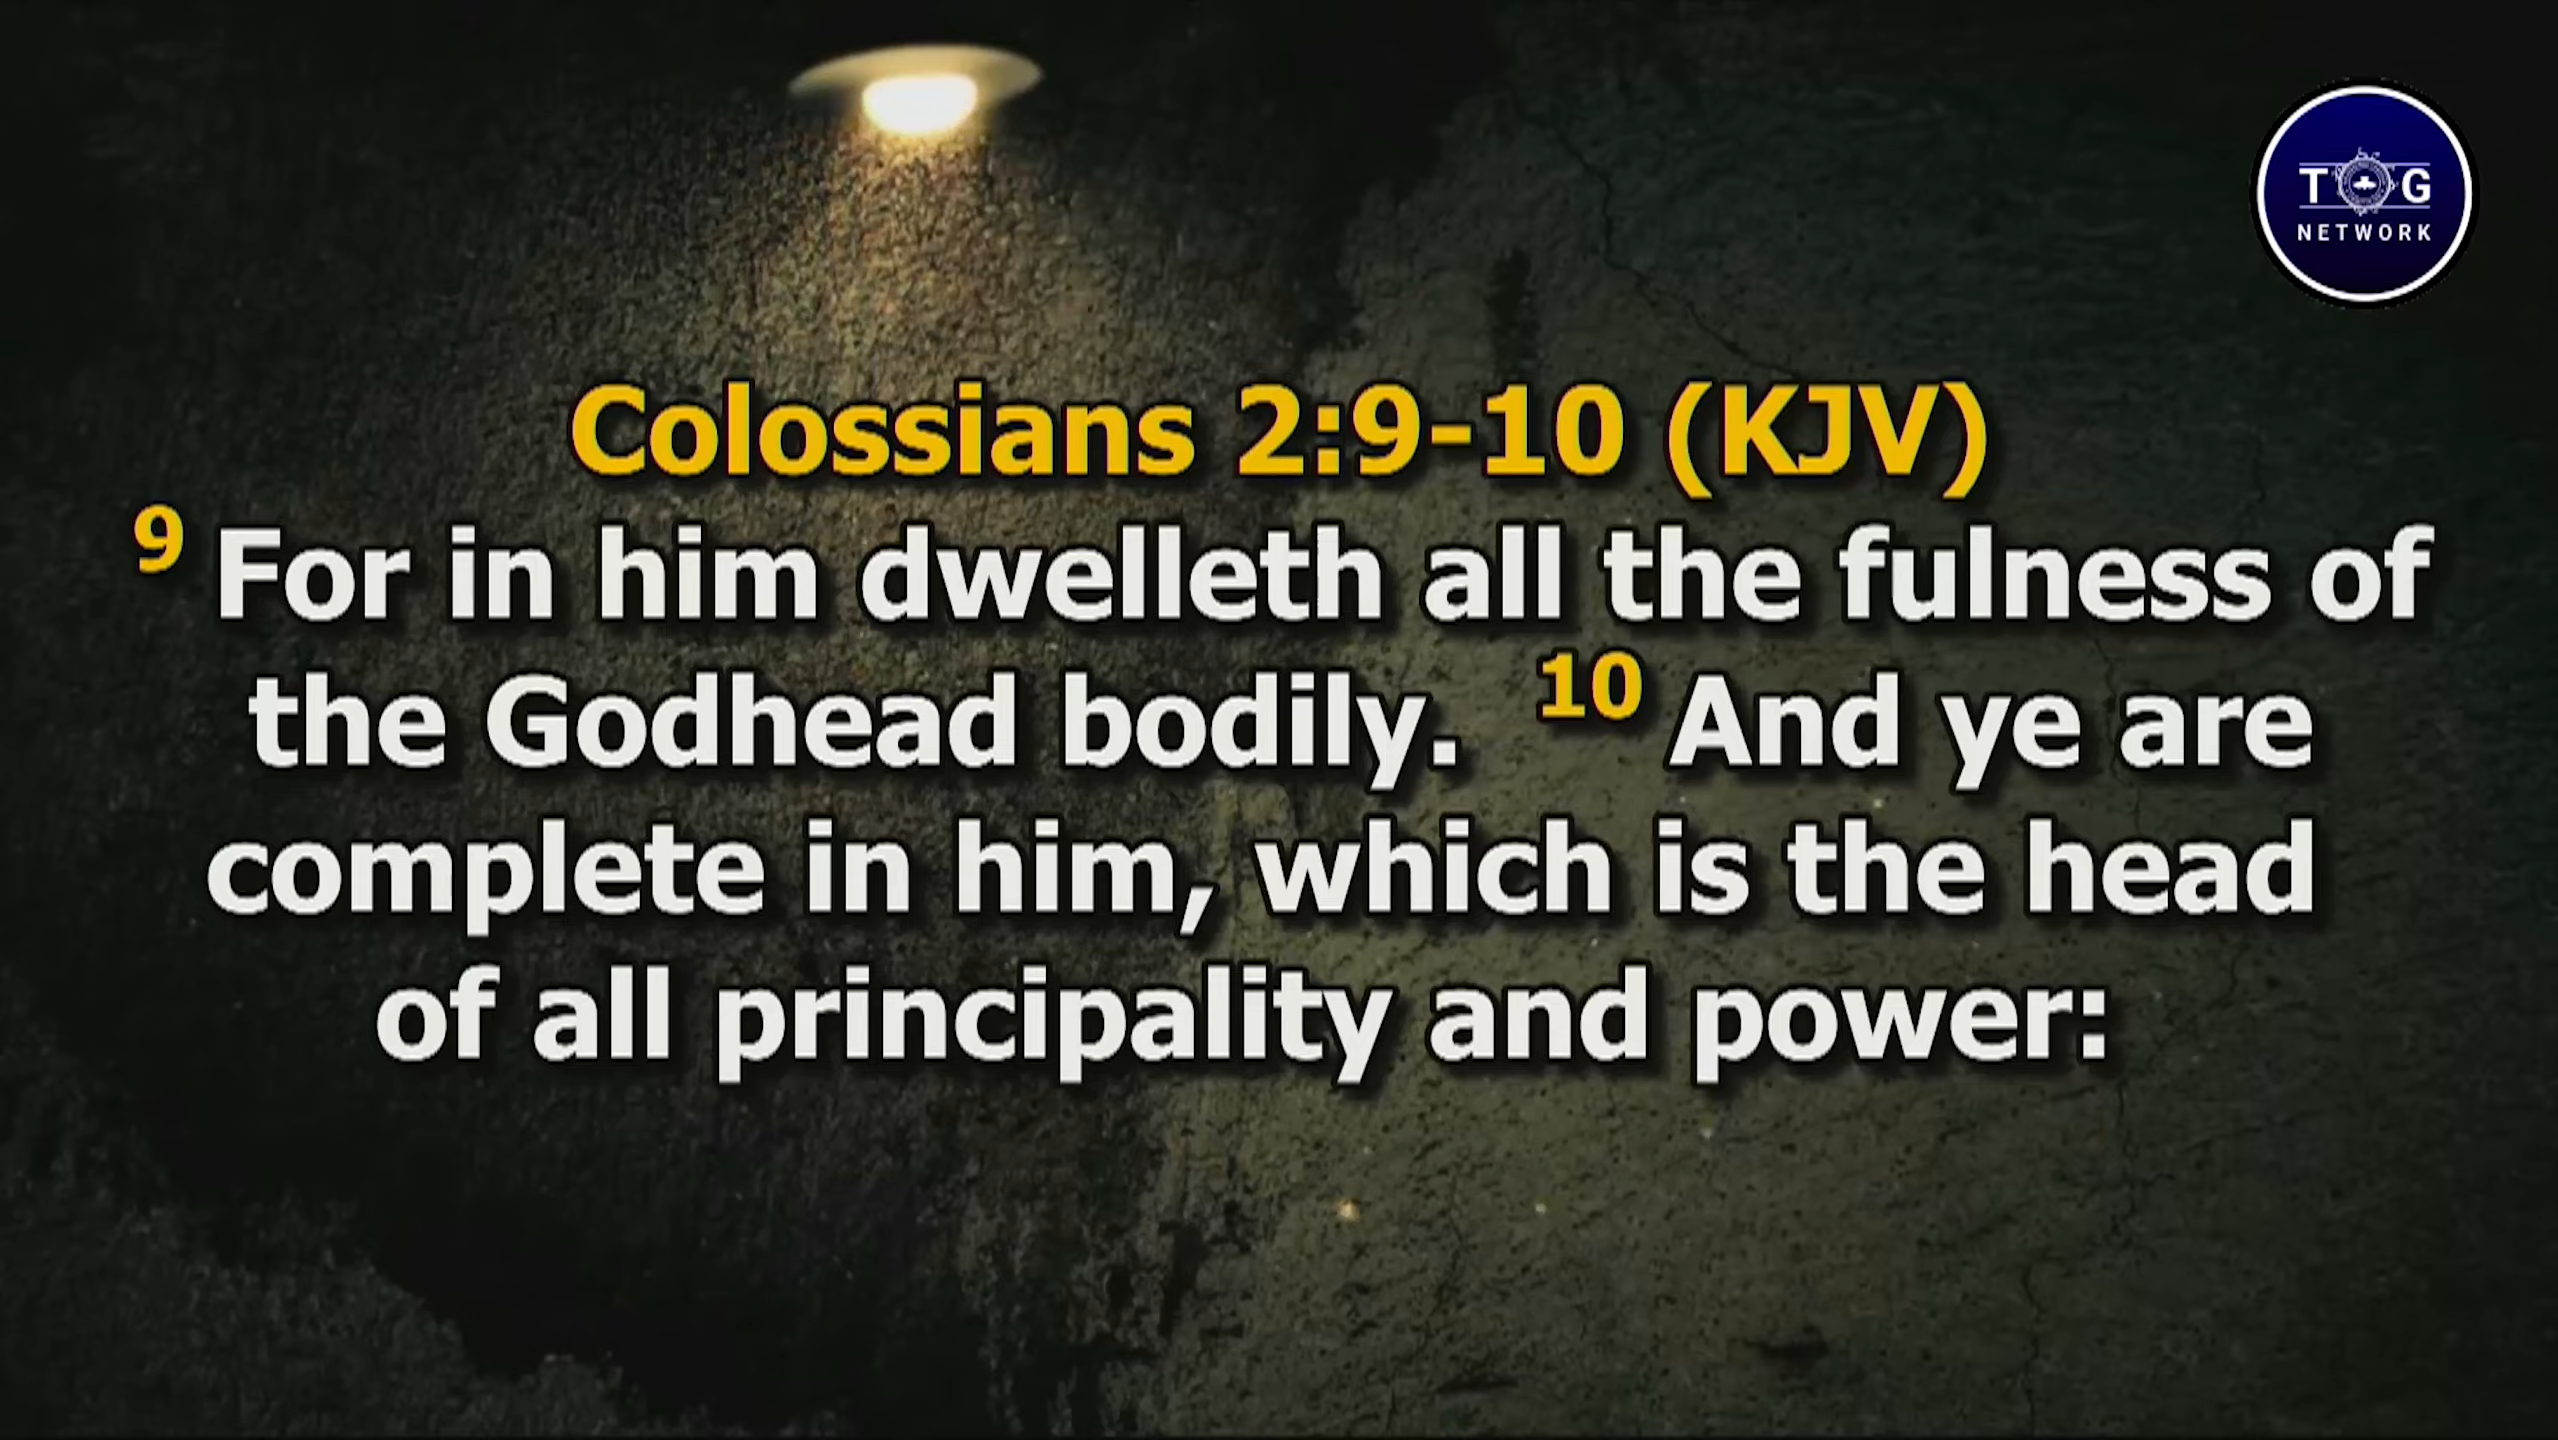 T G
NETWORK
Colossians 2:9-10 (KJV)
9 For in him dwelleth all the fulness of
the Godhead bodily. 10 And ye are
complete in him, which is the head
of all principality and power: